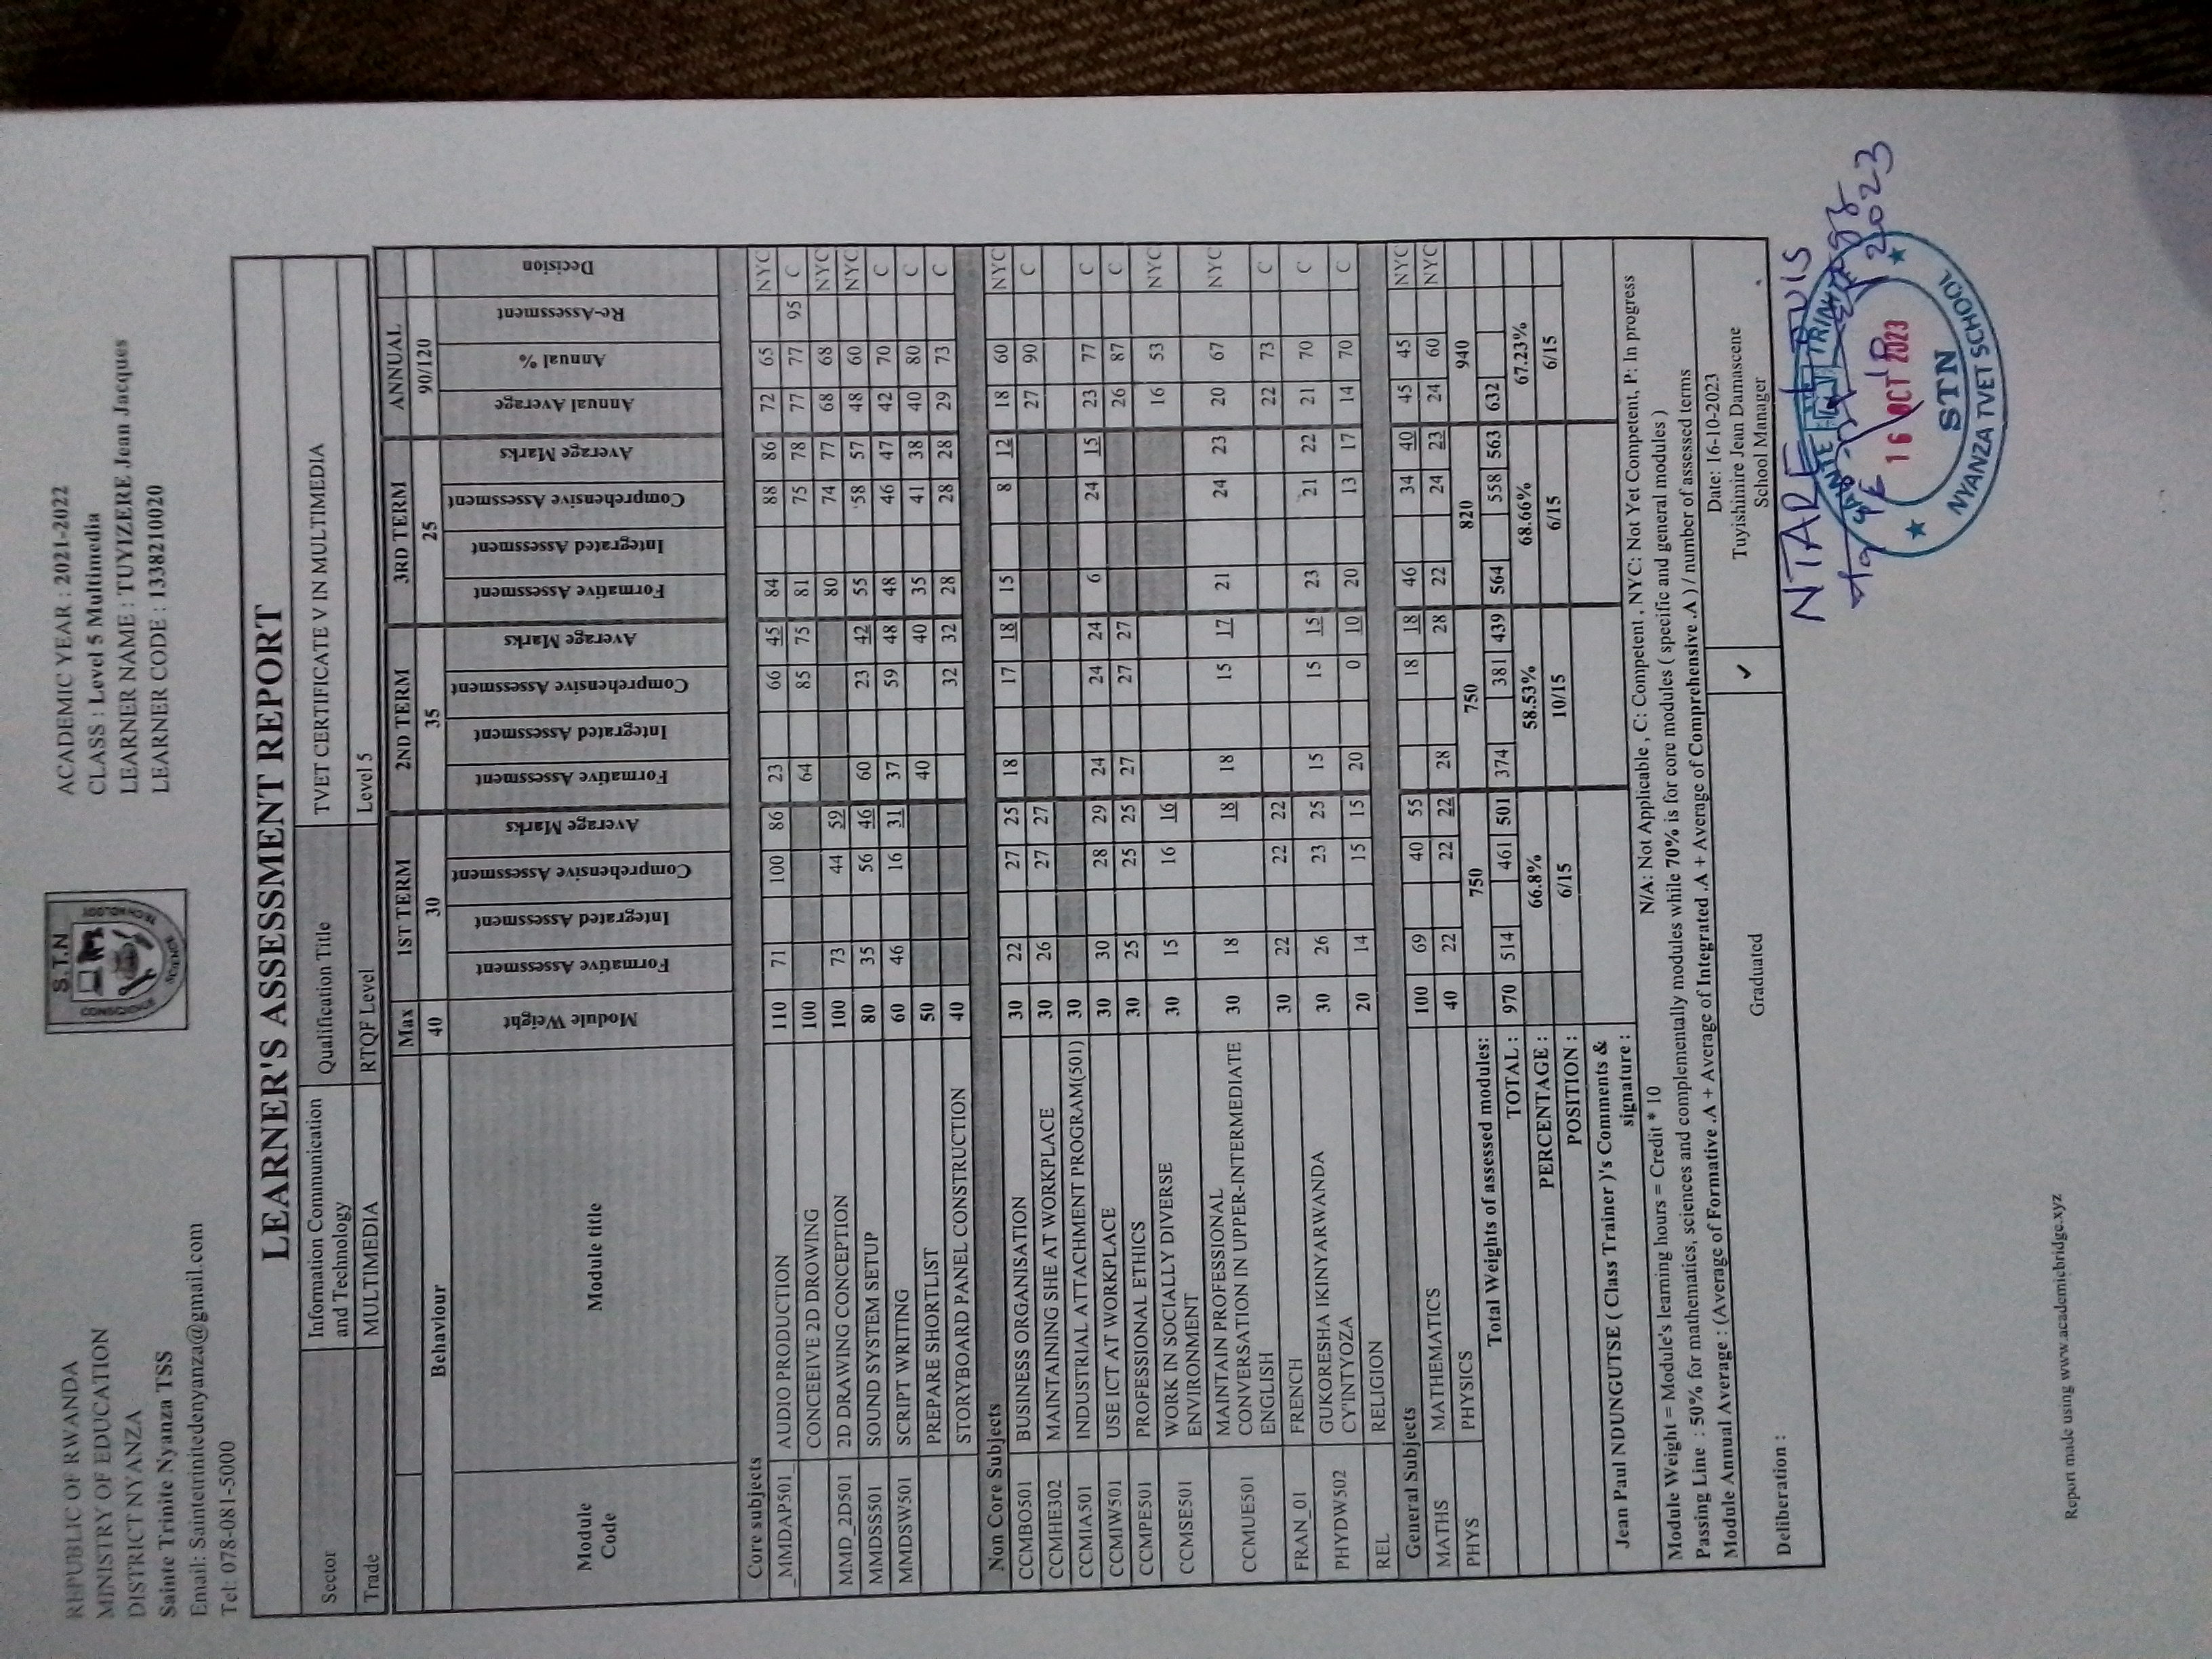 REPUBLIC OF RWANDA
MINISTRY OF EDUCATION
DISTRICT NYANZA
Sainte Trinite Nyanza TSS
Email: Saintetrinitedenyanza@gmail.com
Tel: 078-081-5000
S.T.N
CONSCIENCE TECHNOLOGY SCIENCE
ACADEMIC YEAR : 2021-2022
CLASS : Level 5 Multimedia
LEARNER NAME : TUYIZERE Jean Jacques
LEARNER CODE : 1338210020
LEARNER'S ASSESSMENT REPORT
Sector Information Communication and Technology Qualification Title TVET CERTIFICATE V IN MULTIMEDIA
Trade MULTIMEDIA RTQF Level Level 5
Max 1ST TERM 2ND TERM 3RD TERM ANNUAL
Behaviour 40 30 35 25 90/120
Module Code Module title Module Weight Formative Assessment Integrated Assessment Comprehensive Assessment Average Marks Formative Assessment Integrated Assessment Comprehensive Assessment Average Marks Formative Assessment Integrated Assessment Comprehensive Assessment Average Marks Annual Average Annual % Re-Assessment Decision
Core subjects
_MMDAP501_ AUDIO PRODUCTION 110 71 100 86 23 66 45 84 88 86 72 65 NYC
CONCEEIVE 2D DROWING 100 64 85 75 81 75 78 77 77 95 C
MMD_2D501 2D DRAWING CONCEPTION 100 73 44 59 80 74 77 68 68 NYC
MMDSS501 SOUND SYSTEM SETUP 80 35 56 46 60 23 42 55 58 57 48 60 NYC
MMDSW501 SCRIPT WRITING 60 46 16 31 37 59 48 48 46 47 42 70 C
PREPARE SHORTLIST 50 40 40 35 41 38 40 80 C
STORYBOARD PANEL CONSTRUCTION 40 32 32 28 28 28 29 73 C
Non Core Subjects
CCMBO501 BUSINESS ORGANISATION 30 22 27 25 18 17 18 15 8 12 18 60 NYC
CCMHE302 MAINTAINING SHE AT WORKPLACE 30 26 27 27 27 90 C
CCMIA501 INDUSTRIAL ATTACHMENT PROGRAM(501) 30
CCMIW501 USE ICT AT WORKPLACE 30 30 28 29 24 24 24 6 24 15 23 77 C
CCMPE501 PROFESSIONAL ETHICS 30 25 25 25 27 27 27 26 87 C
CCMSE501 WORK IN SOCIALLY DIVERSE ENVIRONMENT 30 15 16 16 16 53 NYC
CCMUE501 MAINTAIN PROFESSIONAL CONVERSATION IN UPPER-INTERMEDIATE ENGLISH 30 18 18 18 15 17 21 24 23 20 67 NYC
FRAN_01 FRENCH 30 22 22 22 22 73 C
PHYDW502 GUKORESHA IKINYARWANDA CY'INTYOZA 30 26 23 25 15 15 15 23 21 22 21 70 C
REL RELIGION 20 14 15 15 20 0 10 20 13 17 14 70 C
General Subjects
MATHS MATHEMATICS 100 69 40 55 18 18 46 34 40 45 45 NYC
PHYS PHYSICS 40 22 22 22 28 28 22 24 23 24 60 NYC
Total Weights of assessed modules: 750 750 820 940
TOTAL : 970 514 461 501 374 381 439 564 558 563 632
PERCENTAGE : 66.8% 58.53% 68.66% 67.23%
POSITION : 6/15 10/15 6/15 6/15
Jean Paul NDUNGUTSE ( Class Trainer )'s Comments & signature :
N/A: Not Applicable , C: Competent , NYC: Not Yet Competent, P: In progress
Module Weight = Module's learning hours = Credit * 10
Passing Line : 50% for mathematics, sciences and complementally modules while 70% is for core modules ( specific and general modules )
Module Annual Average : (Average of Formative .A + Average of Integrated .A + Average of Comprehensive .A ) / number of assessed terms
Deliberation : Graduated ✓
Date: 16-10-2023
Tuyishimire Jean Damascene
School Manager
2023
SAINTE TRINITE
16 OCT 2023
STN
NYANZA TVET SCHOOL
Report made using www.academicbridge.xyz